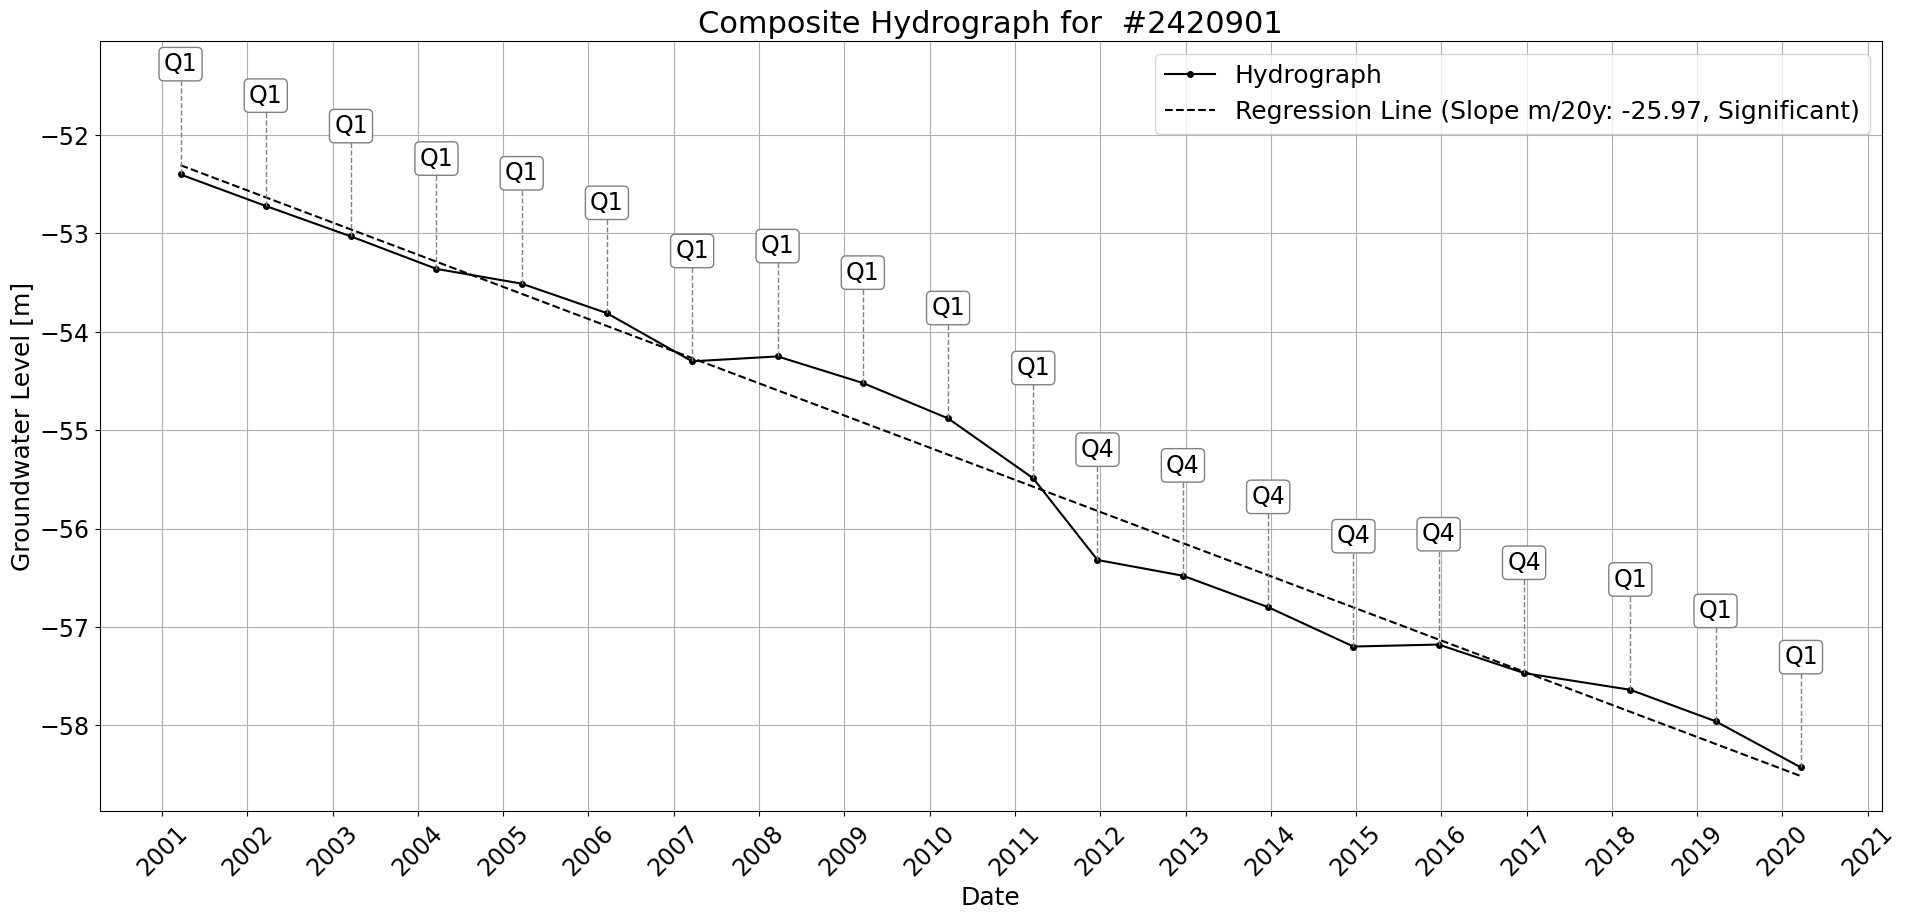 Composite Hydrograph for #2420901
Hydrograph
Regression Line (Slope m/20y: -25.97, Significant)
Q1
Q1
Q1
Q1
Q1
Q1
Q1
Q1
Q1
Q1
Q1
Q4
Q4
Q4
Q4
Q4
Q4
Q1
Q1
Q1
Groundwater Level [m]
−52
−53
−54
−55
−56
−57
−58
2001
2002
2003
2004
2005
2006
2007
2008
2009
2010
2011
2012
2013
2014
2015
2016
2017
2018
2019
2020
2021
Date